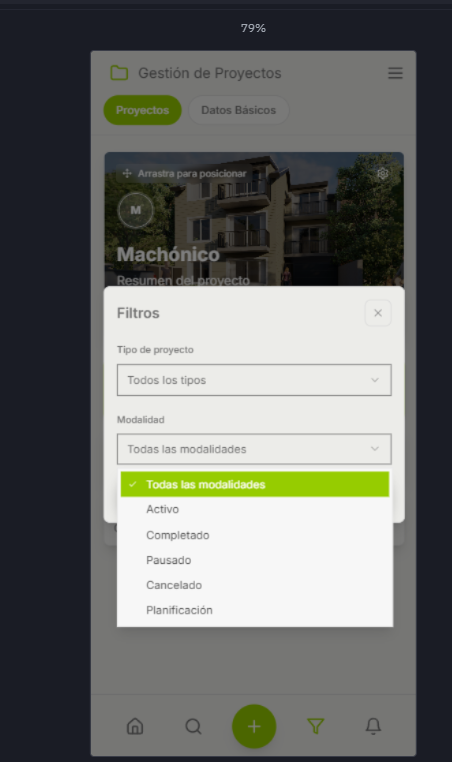 79%
Gestión de Proyectos
Proyectos
Datos Básicos
Arrastra para posicionar
M
Machónico
Resumen del proyecto
Filtros
Tipo de proyecto
Todos los tipos
Modalidad
Todas las modalidades
Todas las modalidades
Activo
Completado
Pausado
Cancelado
Planificación